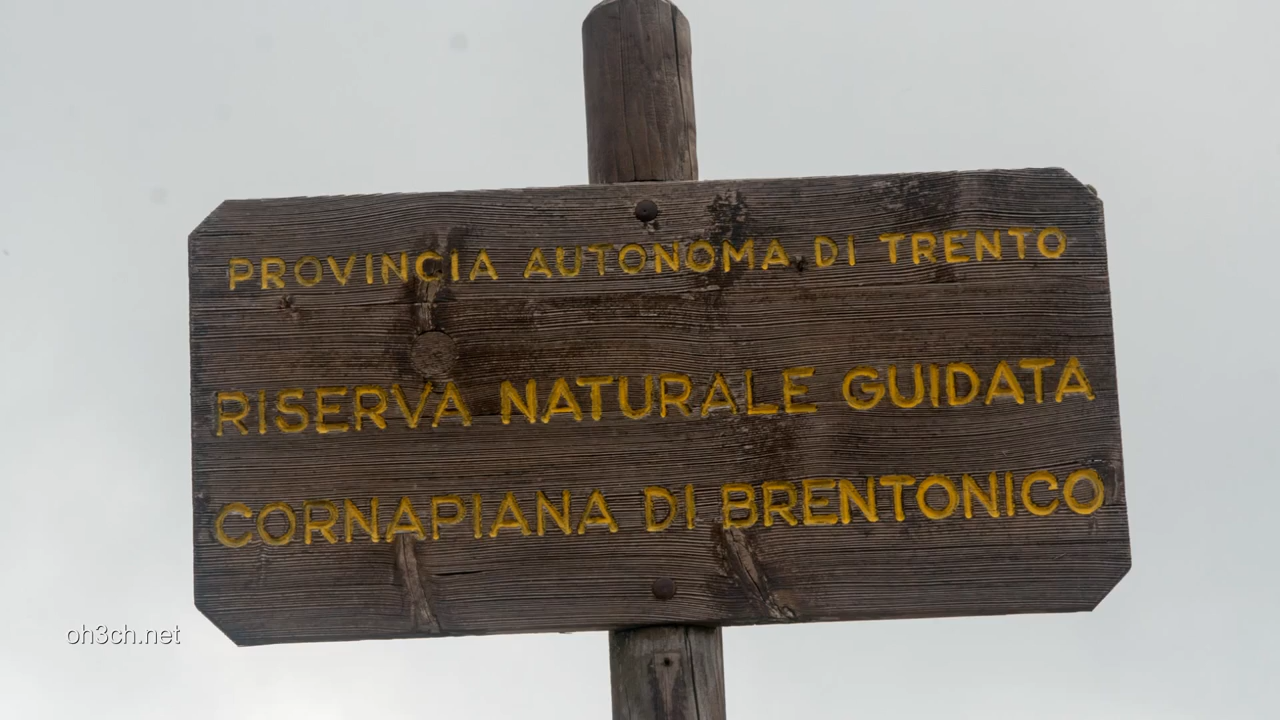 PROVINCIA AUTONOMA DI TRENTO
RISERVA NATURALE GUIDATA
CORNAPIANA DI BRENTONICO
oh3ch.net